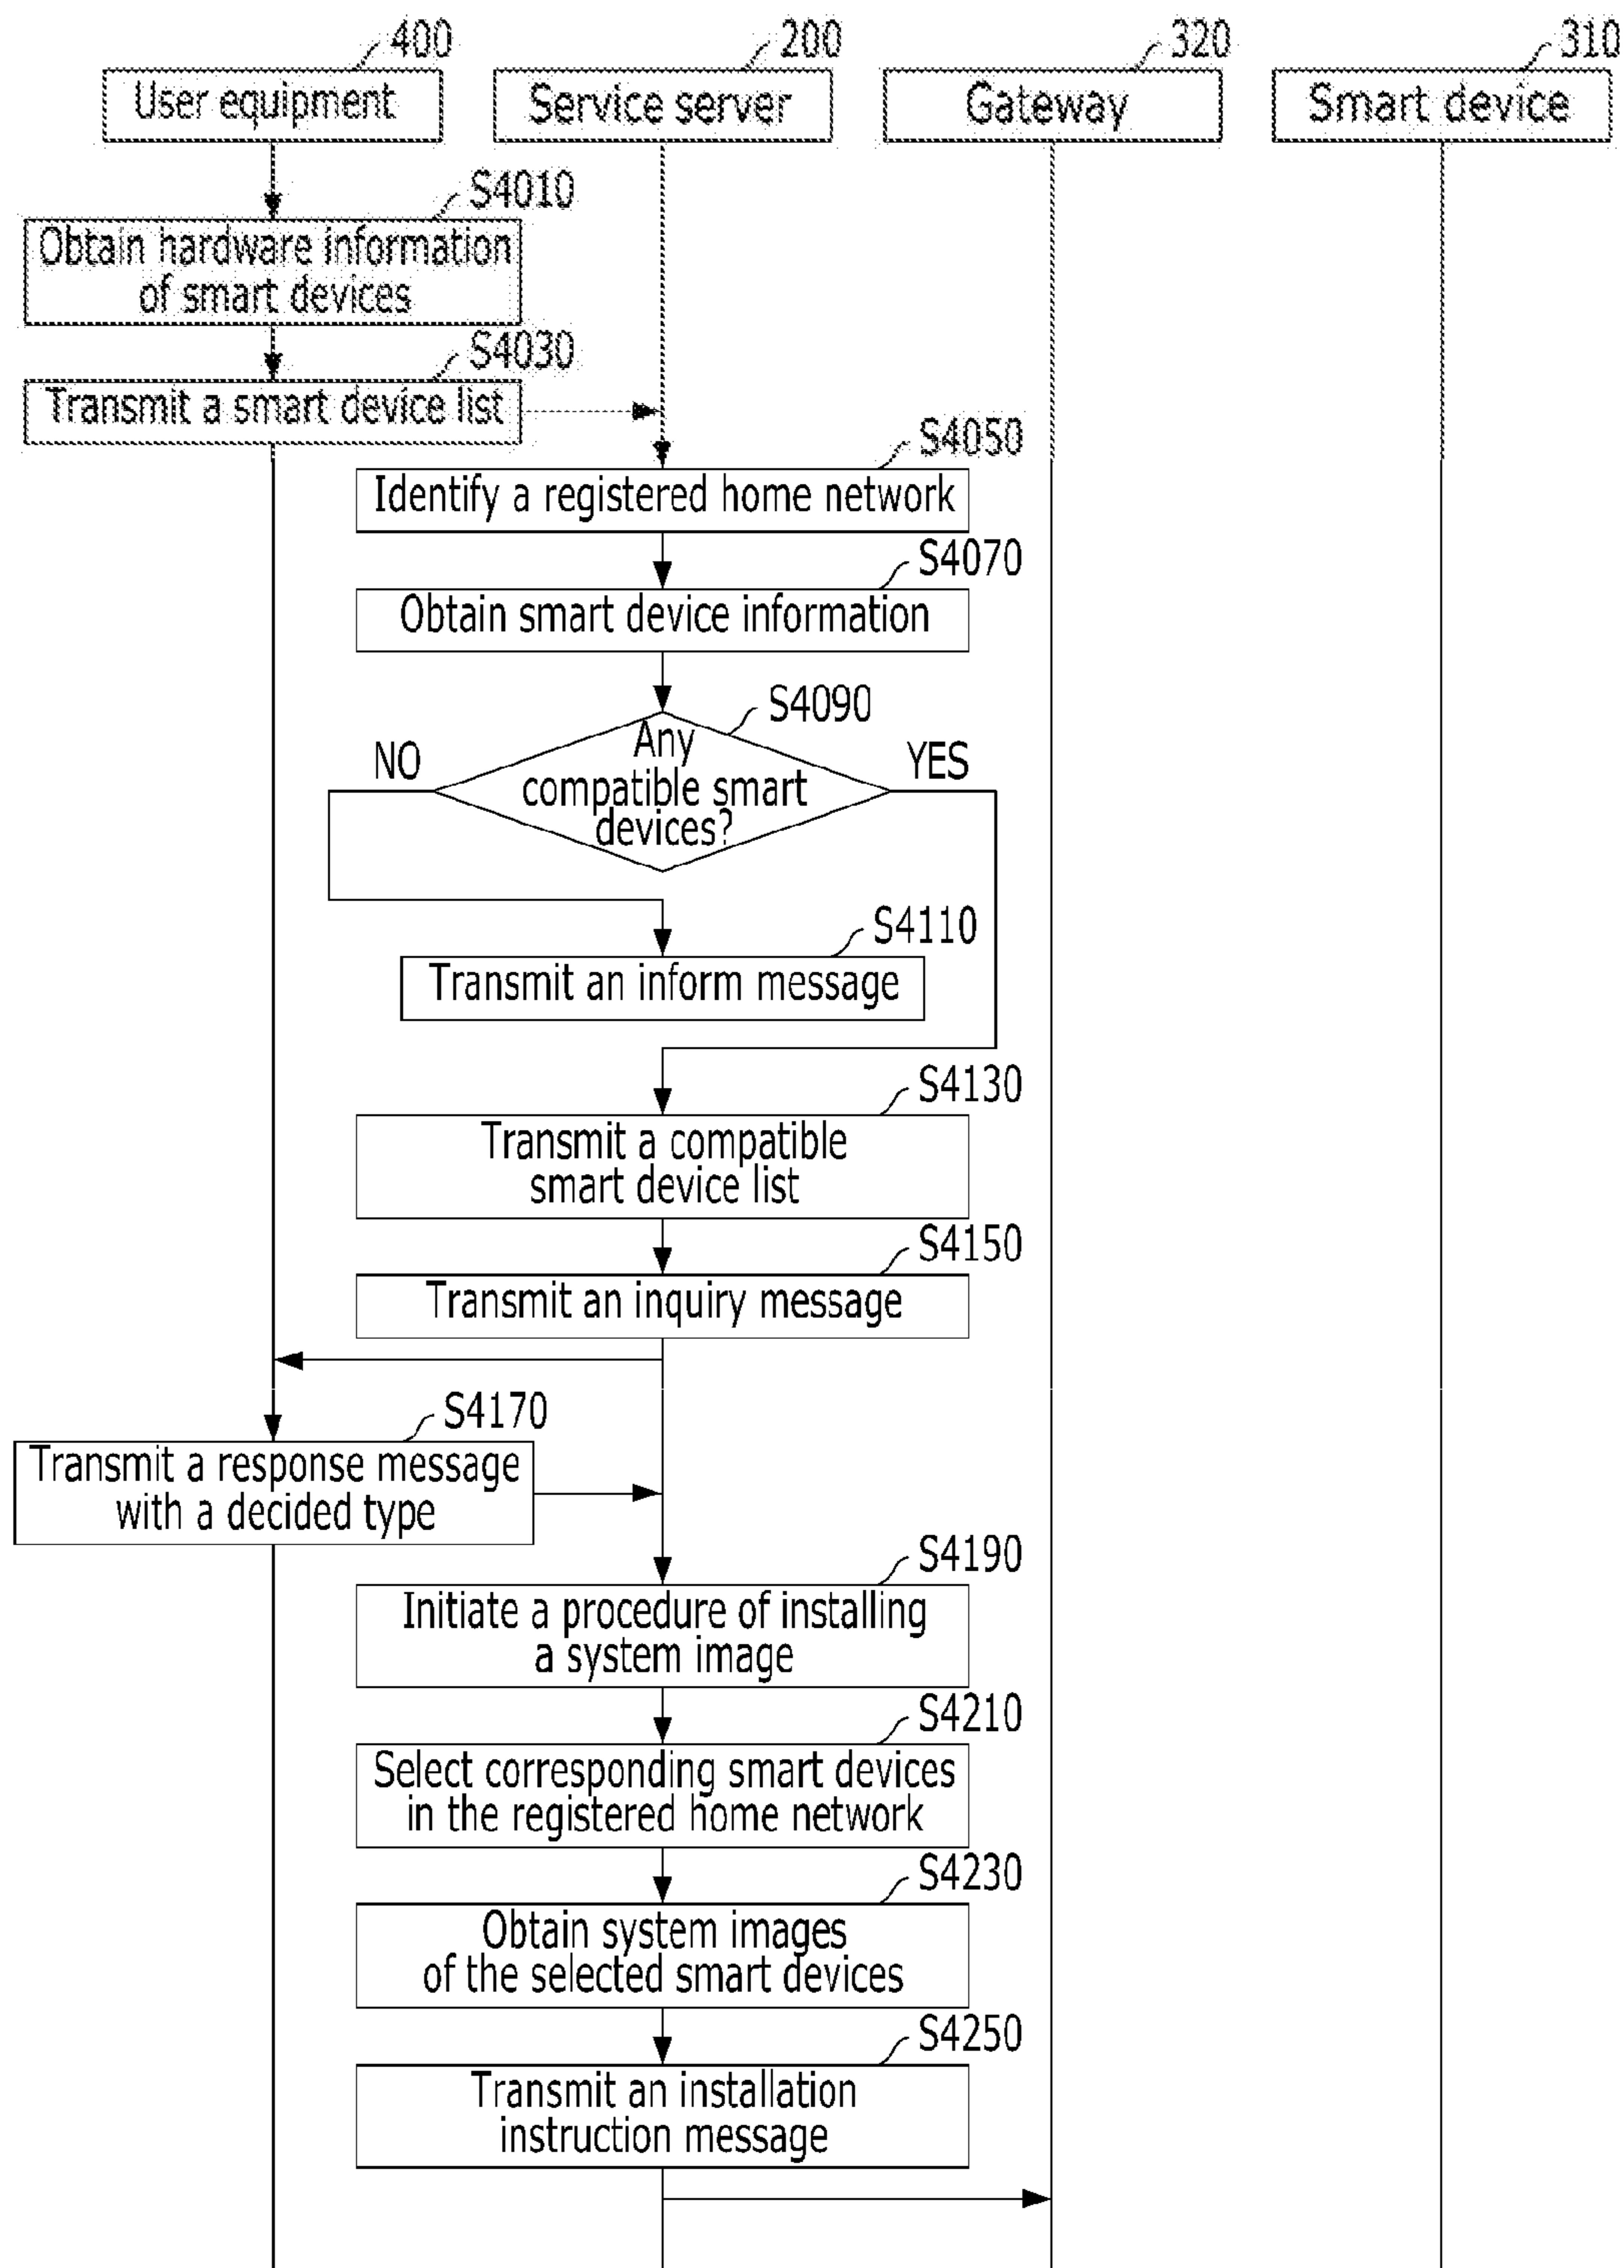 400
200
320
310
User equipment
Service server
Gateway
Smart device
S4010
Obtain hardware information
of smart devices
S4030
Transmit a smart device list
S4050
Identify a registered home network
S4070
Obtain smart device information
S4090
NO
Any
compatible smart
devices?
YES
S4110
Transmit an inform message
S4130
Transmit a compatible
smart device list
S4150
Transmit an inquiry message
S4170
Transmit a response message
with a decided type
S4190
Initiate a procedure of installing
a system image
S4210
Select corresponding smart devices
in the registered home network
S4230
Obtain system images
of the selected smart devices
S4250
Transmit an installation
instruction message